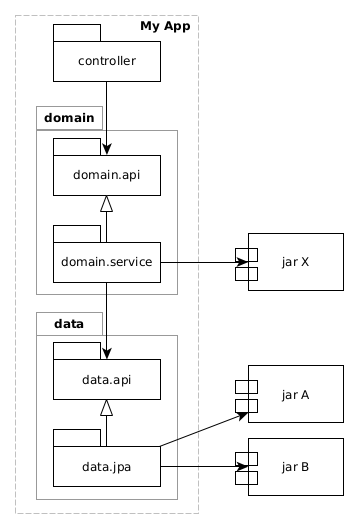 My App
controller
domain
domain.api
domain.service
jar X
data
data.api
jar A
data.jpa
jar B